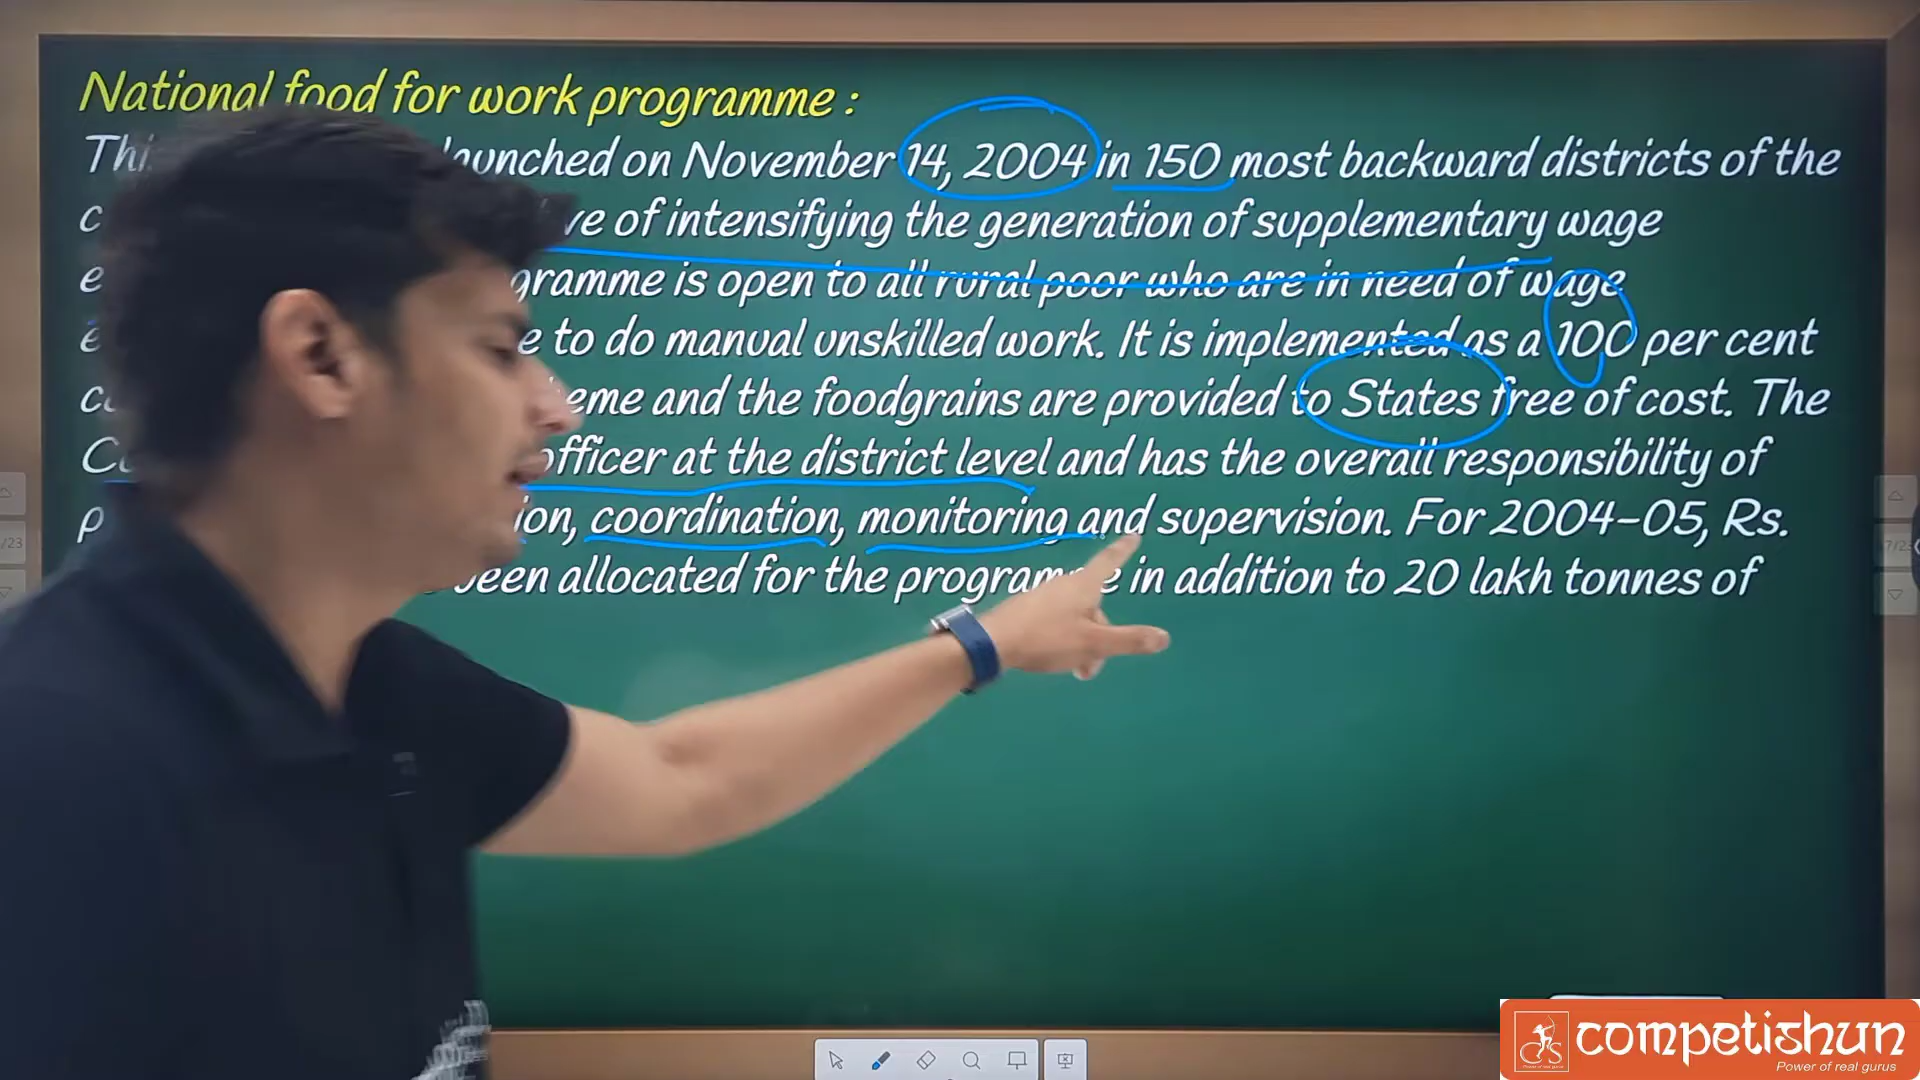 National food for work programme :
launched on November 14, 2004 in 150 most backward districts of the
of intensifying the generation of supplementary wage
is open to all rural poor who are in need of wage
to do manual unskilled work. It is implemented as a 100 per cent
and the foodgrains are provided to States free of cost. The
officer at the district level and has the overall responsibility of
coordination, monitoring and supervision. For 2004-05, Rs.
been allocated for the programme in addition to 20 lakh tonnes of
/23
competishun
Power of real gurus